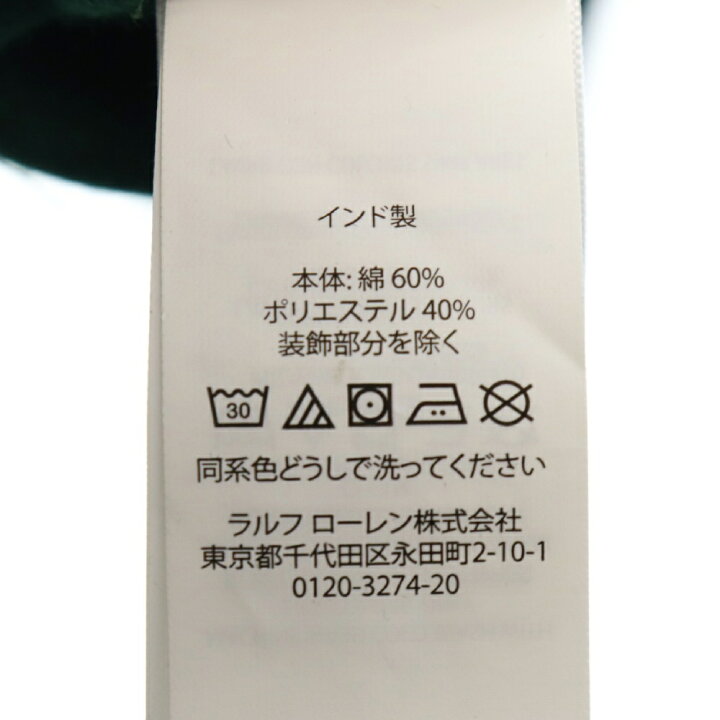 インド製
本体: 綿 60%
ポリエステル 40%
装飾部分を除く
30
同系色どうしで洗ってください
ラルフ ローレン株式会社
東京都千代田区永田町2-10-1
0120-3274-20